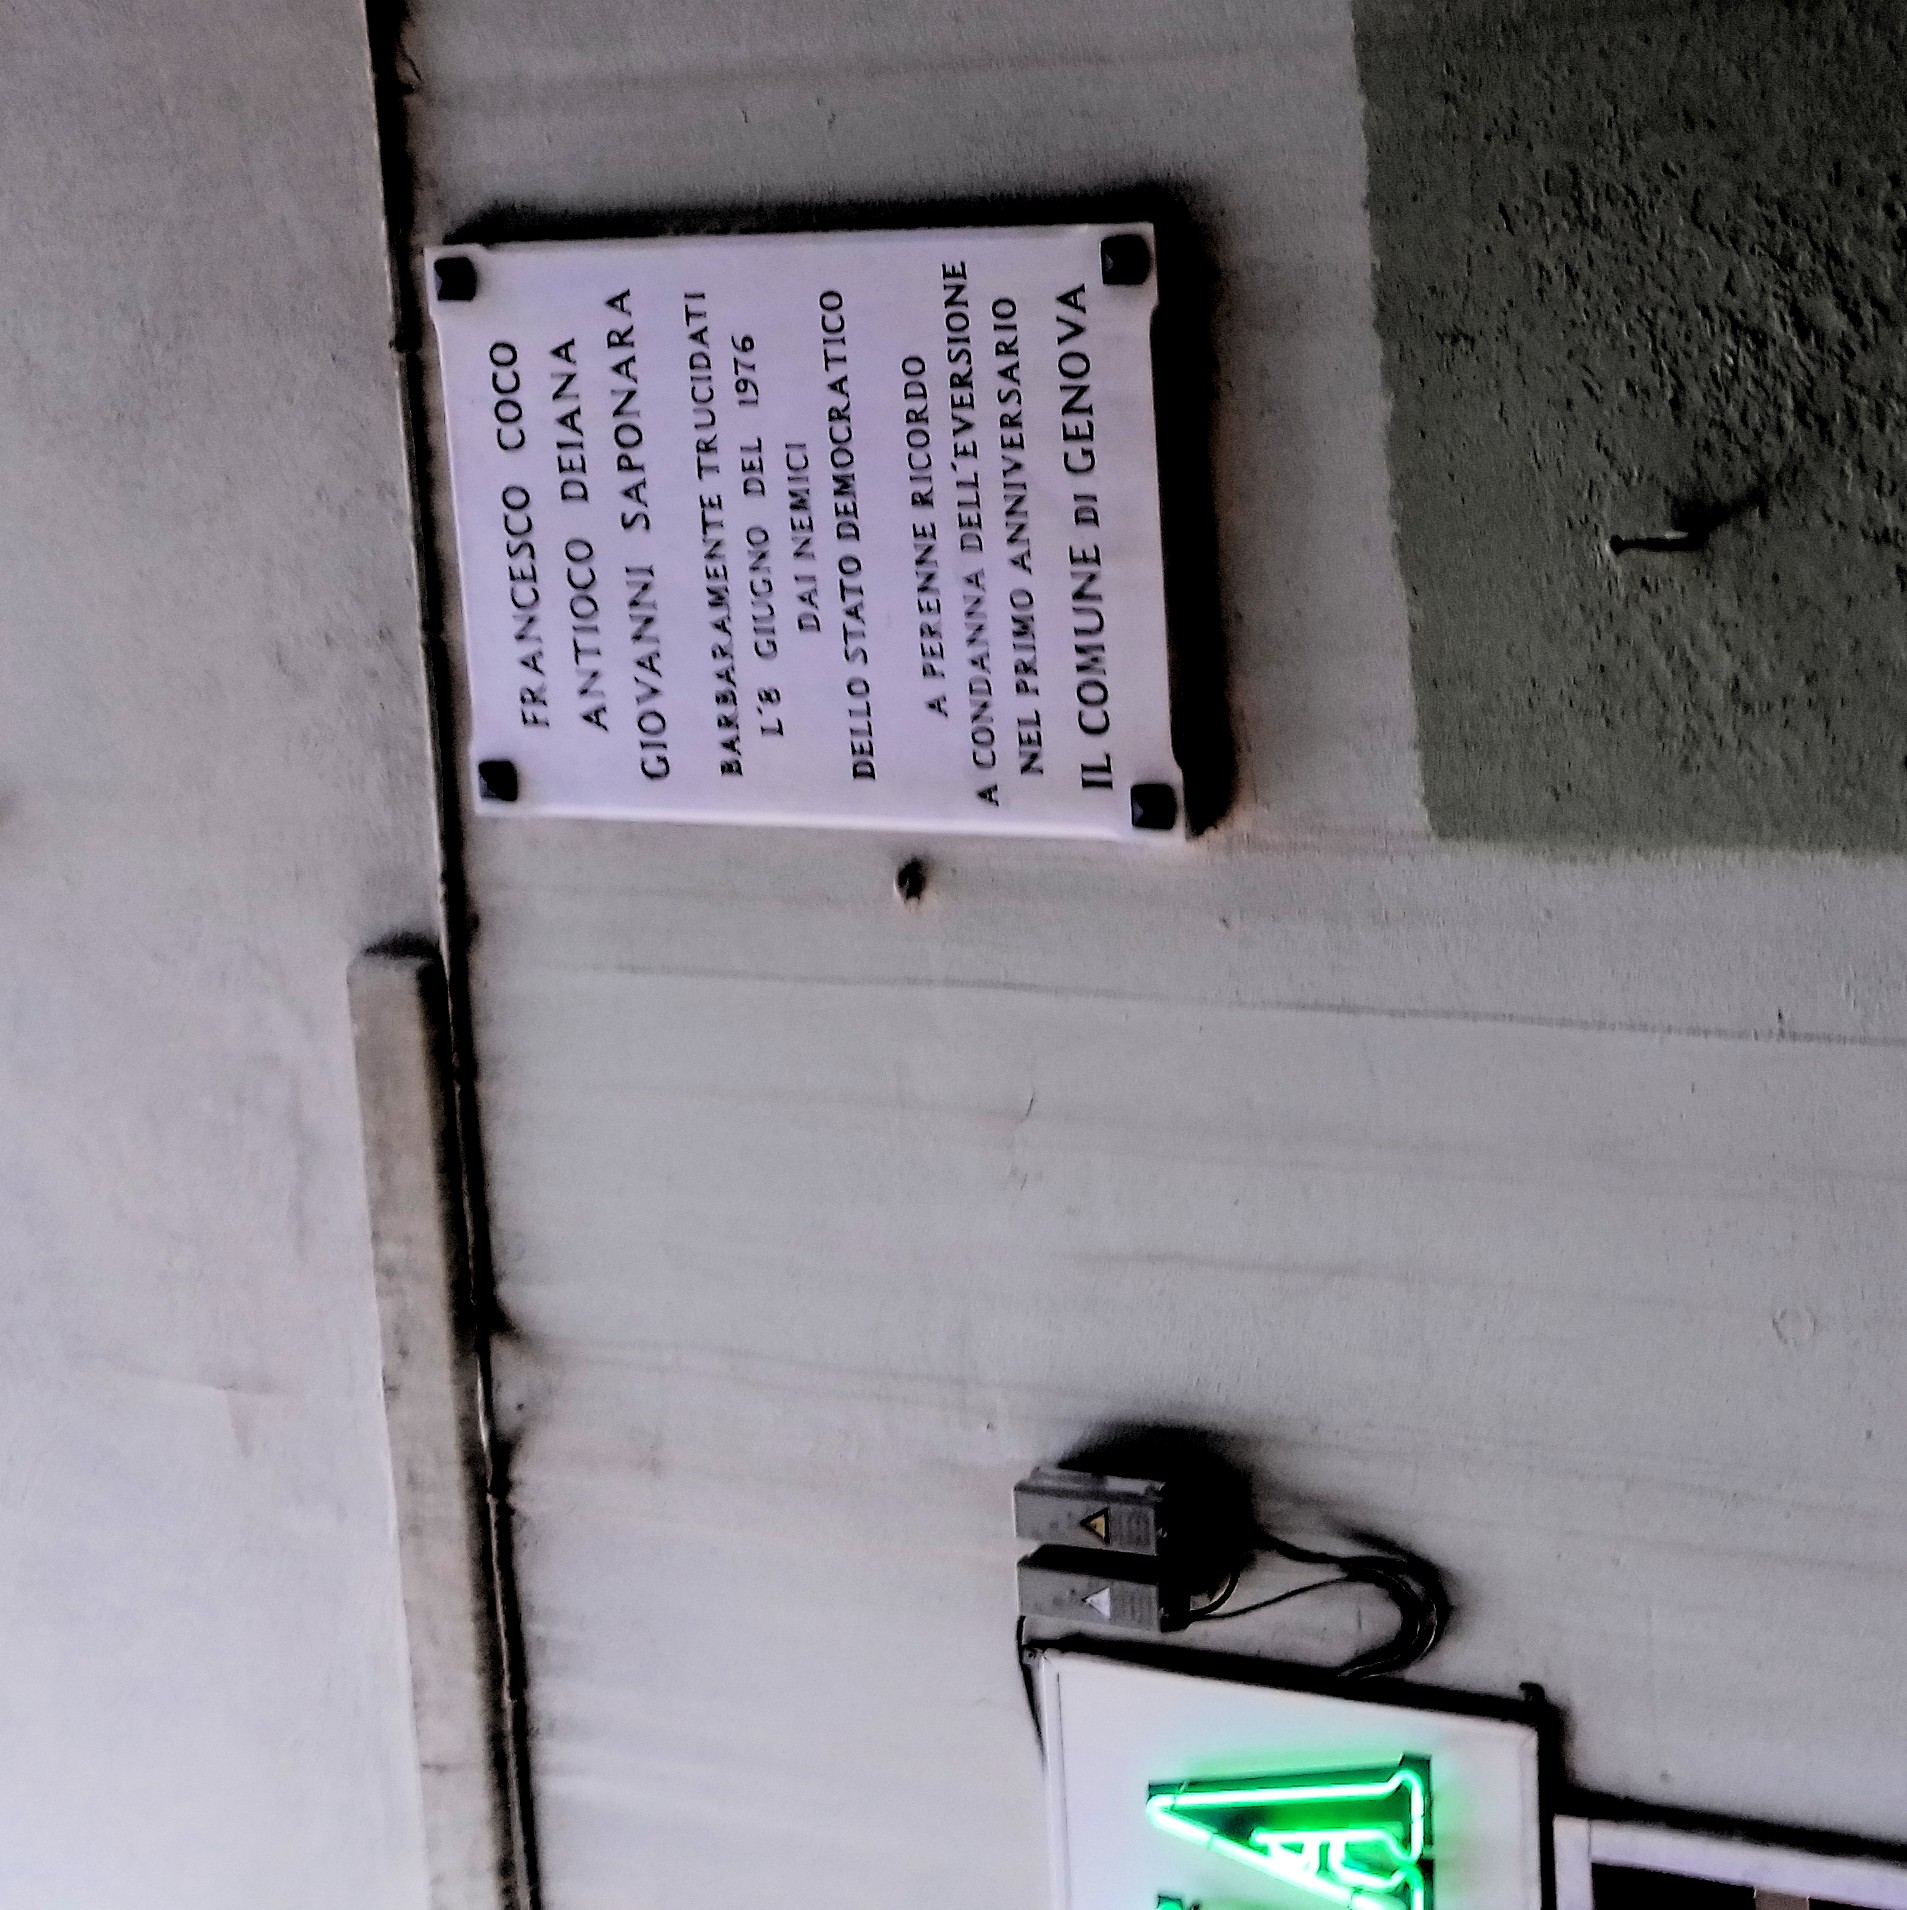 FRANCESCO COCO
ANTIOCO DEIANA
GIOVANNI SAPONARA
BARBARAMENTE TRUCIDATI
L'8 GIUGNO DEL 1976
DAI NEMICI
DELLO STATO DEMOCRATICO
A PERENNE RICORDO
A CONDANNA DELL'EVERSIONE
NEL PRIMO ANNIVERSARIO
IL COMUNE DI GENOVA
A